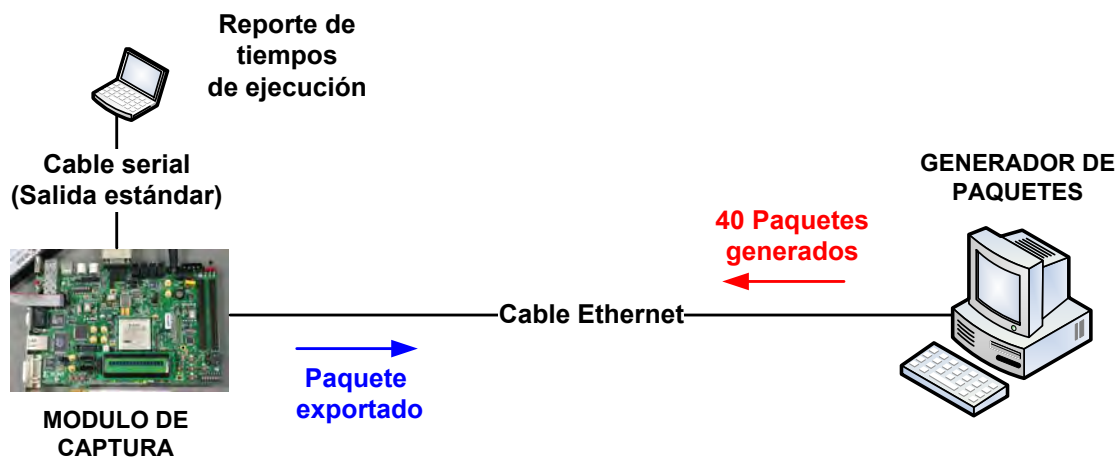 Reporte de
tiempos
de ejecución
Cable serial
(Salida estándar)
GENERADOR DE
PAQUETES
40 Paquetes
generados
Cable Ethernet
Paquete
exportado
MODULO DE
CAPTURA